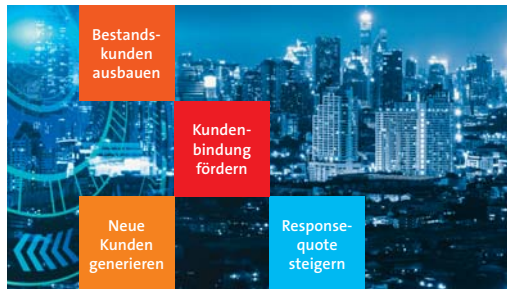 Bestands-
kunden
ausbauen
Kunden-
bindung
fördern
Neue
Kunden
generieren
Response-
quote
steigern